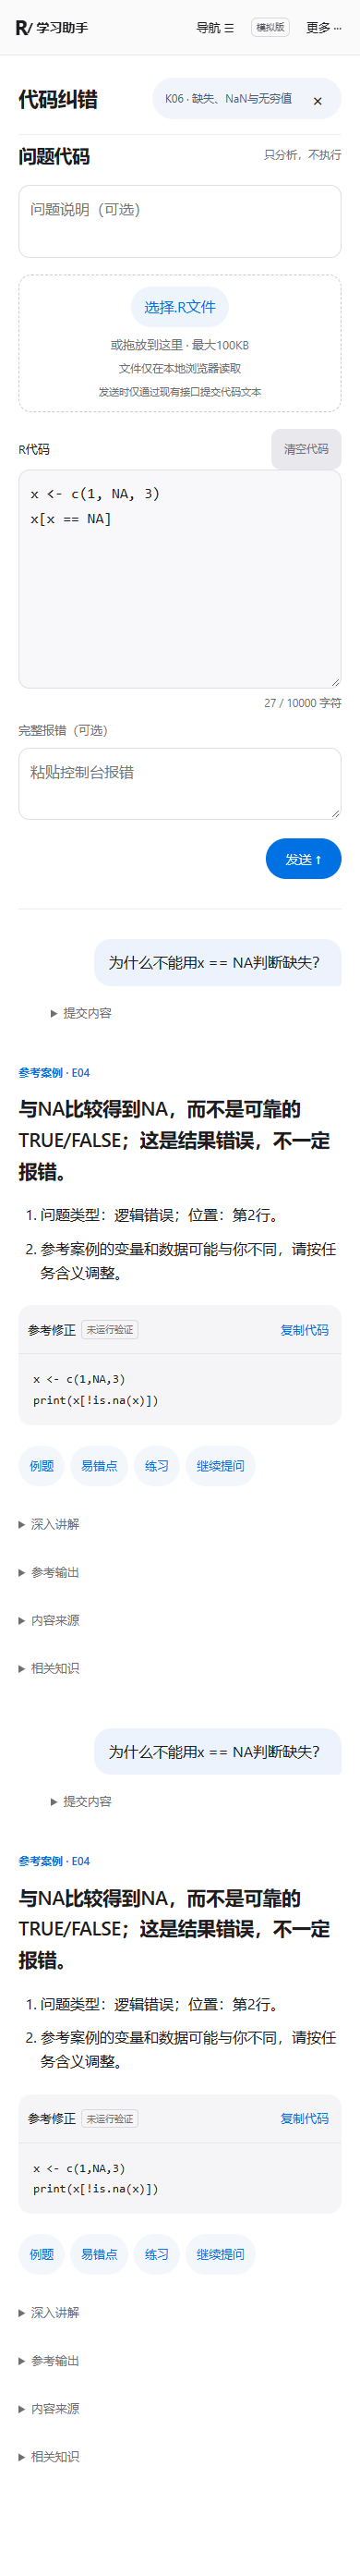 R/ 学习助手 导航 ☰ 模拟版 更多 ···
代码纠错 K06 · 缺失、NaN与无穷值 ×
问题代码 只分析，不执行
问题说明（可选）
选择.R文件
或拖放到这里 · 最大100KB
文件仅在本地浏览器读取
发送时仅通过现有接口提交代码文本
R代码 清空代码
x <- c(1, NA, 3)
x[x == NA]
27 / 10000 字符
完整报错（可选）
粘贴控制台报错
发送 ↑
为什么不能用x == NA判断缺失？
▶ 提交内容
参考案例 · E04
与NA比较得到NA，而不是可靠的
TRUE/FALSE；这是结果错误，不一定
报错。
1. 问题类型：逻辑错误；位置：第2行。
2. 参考案例的变量和数据可能与你不同，请按任
务含义调整。
参考修正 未运行验证 复制代码
x <- c(1,NA,3)
print(x[!is.na(x)])
例题 易错点 练习 继续提问
▶ 深入讲解
▶ 参考输出
▶ 内容来源
▶ 相关知识
为什么不能用x == NA判断缺失？
▶ 提交内容
参考案例 · E04
与NA比较得到NA，而不是可靠的
TRUE/FALSE；这是结果错误，不一定
报错。
1. 问题类型：逻辑错误；位置：第2行。
2. 参考案例的变量和数据可能与你不同，请按任
务含义调整。
参考修正 未运行验证 复制代码
x <- c(1,NA,3)
print(x[!is.na(x)])
例题 易错点 练习 继续提问
▶ 深入讲解
▶ 参考输出
▶ 内容来源
▶ 相关知识